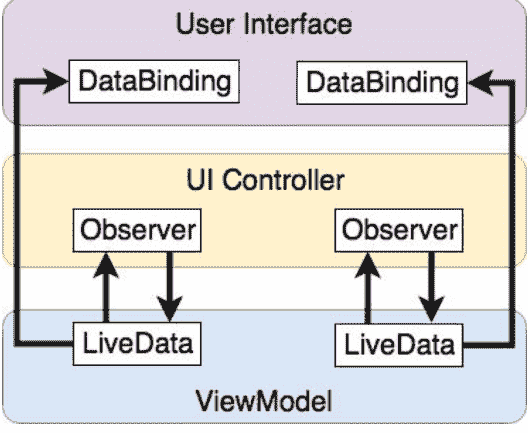 User Interface
DataBinding
DataBinding
UI Controller
Observer
Observer
LiveData
LiveData
ViewModel